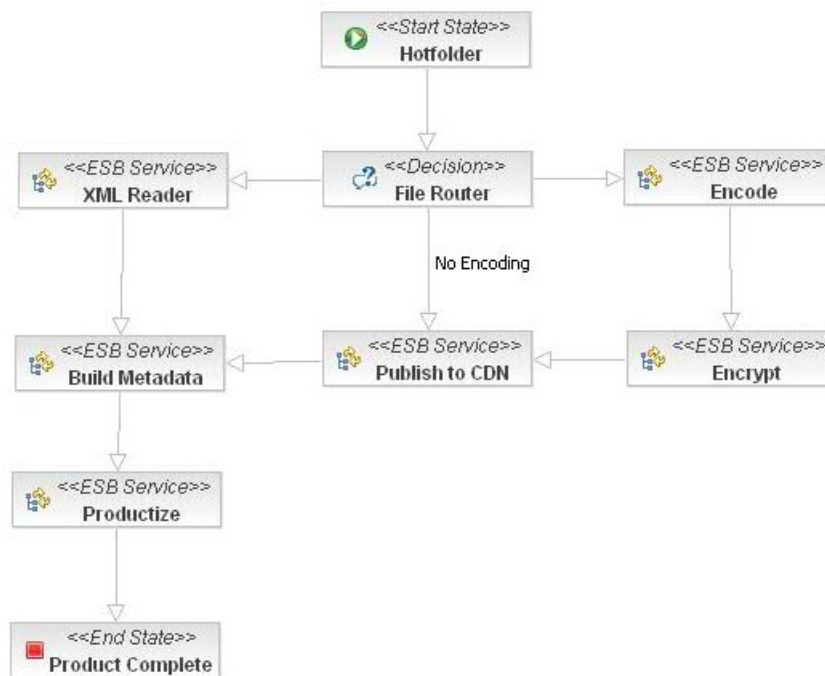 <<Start State>>
Hotfolder
<<ESB Service>>
XML Reader
<<Decision>>
File Router
<<ESB Service>>
Encode
No Encoding
<<ESB Service>>
Build Metadata
<<ESB Service>>
Publish to CDN
<<ESB Service>>
Encrypt
<<ESB Service>>
Productize
<<End State>>
Product Complete